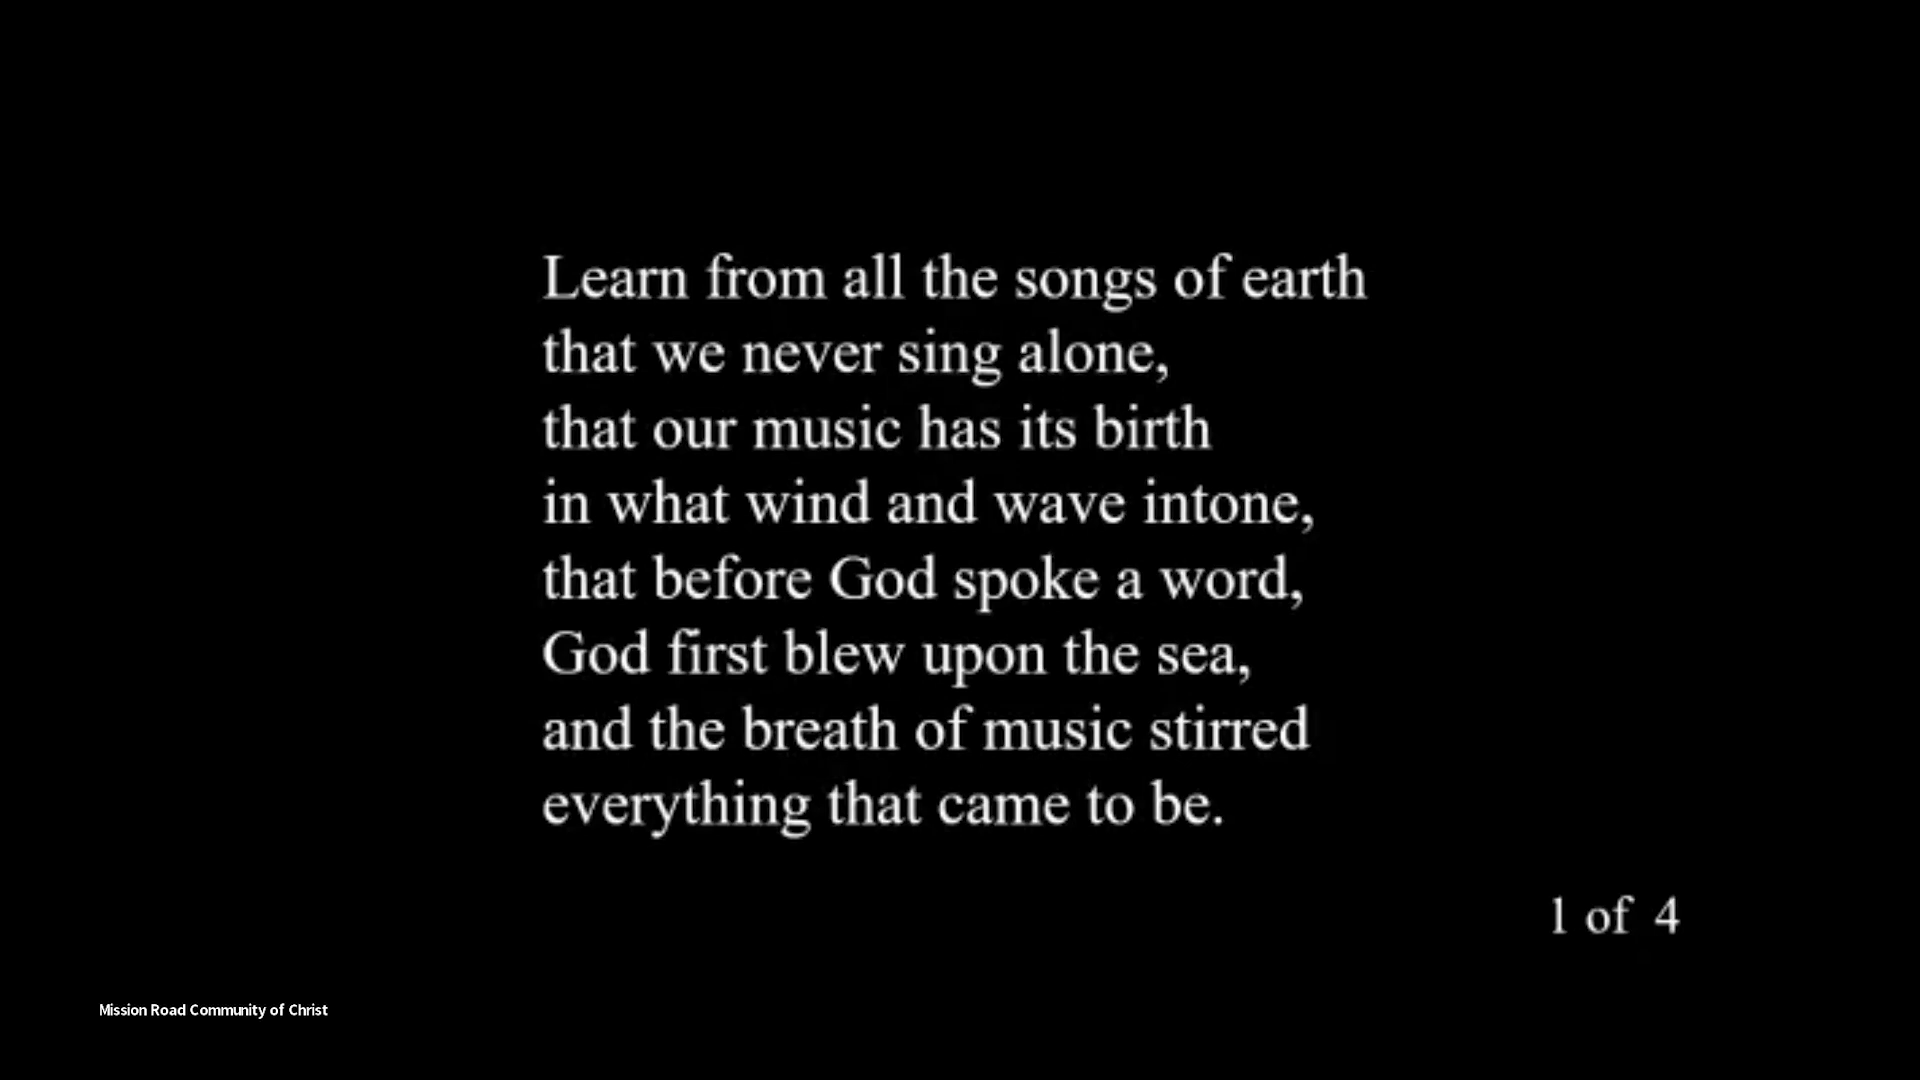 Learn from all the songs of earth
that we never sing alone,
that our music has its birth
in what wind and wave intone,
that before God spoke a word,
God first blew upon the sea,
and the breath of music stirred
everything that came to be.
1 of 4
Mission Road Community of Christ